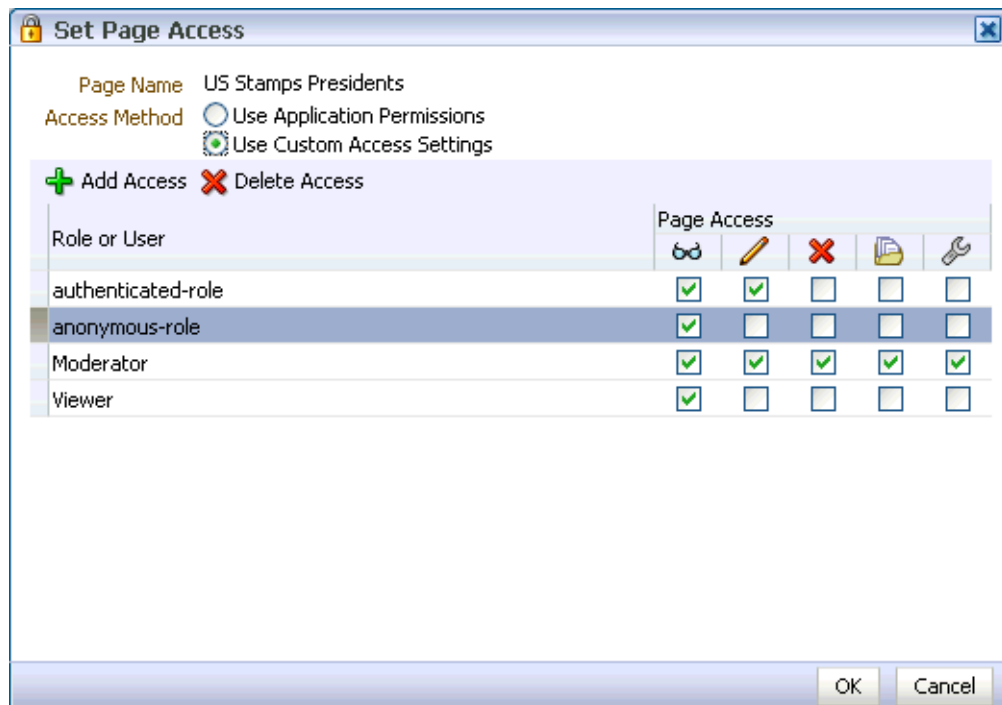 Set Page Access
Page Name US Stamps Presidents
Access Method Use Application Permissions
Use Custom Access Settings
Add Access Delete Access
Role or User Page Access
authenticated-role
anonymous-role
Moderator
Viewer
OK Cancel